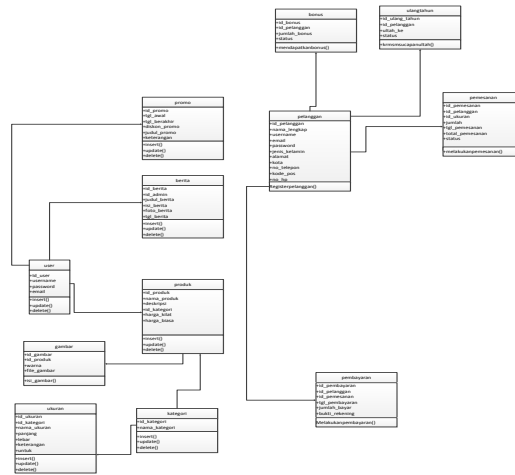 bonus
+id_bonus
+id_pelanggan
+jumlah_bonus
+status
+mendapatkanbonus()
ulangtahun
+id_ulang_tahun
+id_pelanggan
+ultah_ke
+status
promo
+id_promo
+tgl_awal
+tgl_berakhir
+diskon_promo
+judul_promo
+keterangan
+insert()
+update()
+delete()
pelanggan
+id_pelanggan
+nama_lengkap
+username
+email
+password
+jenis_kelamin
+alamat
+kota
+no_telepon
+kode_pos
+no_hp
Registerpelanggan()
pemesanan
+id_pemesanan
+id_pelanggan
+id_ukuran
+jumlah
+tgl_pemesanan
+total_pemesanan
+status
+melakukanpemesanan()
berita
+id_berita
+id_admin
+judul_berita
+isi_berita
+foto_berita
+tgl_berita
+insert()
+update()
+delete()
user
+id_user
+username
+password
+email
+insert()
+update()
+delete()
produk
+id_produk
+nama_produk
+deskripsi
+id_kategori
+harga_kilat
+harga_biasa
+insert()
+update()
+delete()
gambar
+id_gambar
+id_produk
+warna
+file_gambar
+isi_gambar()
pembayaran
+id_pembayaran
+id_pelanggan
+id_pemesanan
+tgl_pembayaran
+jumlah_bayar
+bukti_rekening
Melakukanpembayaran()
ukuran
+id_ukuran
+id_kategori
+nama_ukuran
+panjang
+lebar
+keterangan
+untuk
+insert()
+update()
+delete()
kategori
+id_kategori
+nama_kategori
+insert()
+update()
+delete()